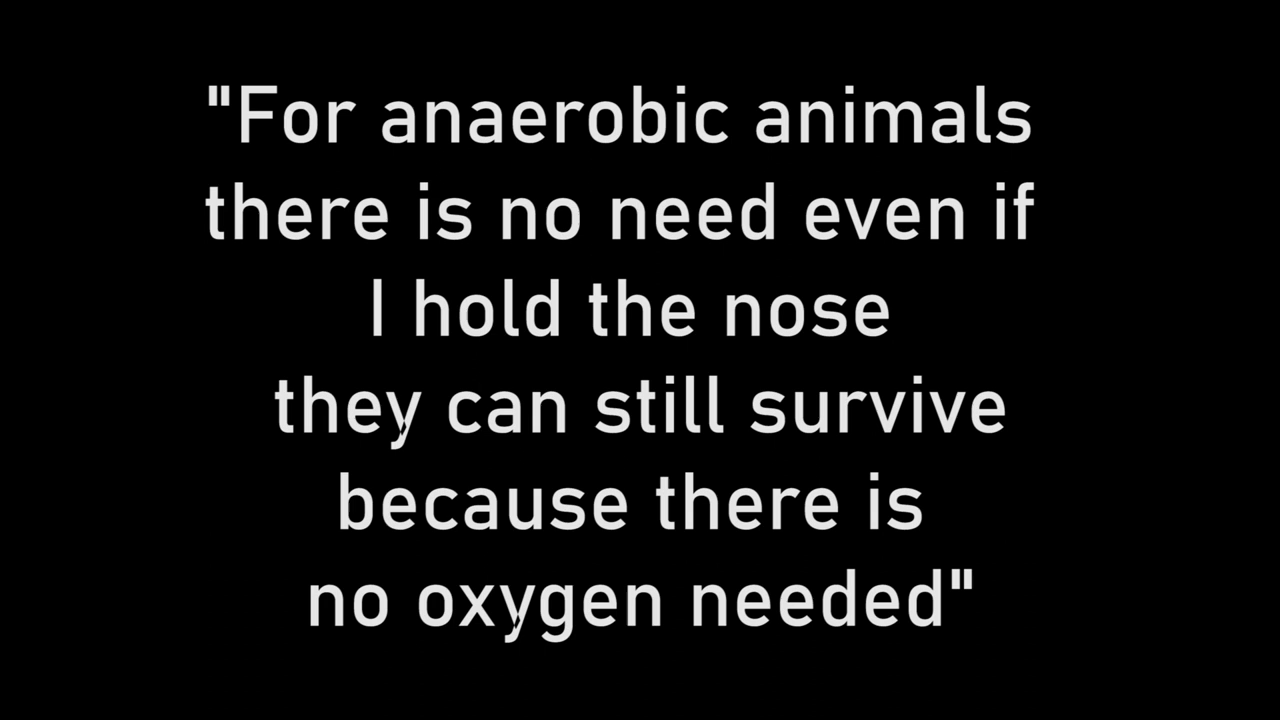 "For anaerobic animals
there is no need even if
I hold the nose
they can still survive
because there is
no oxygen needed"